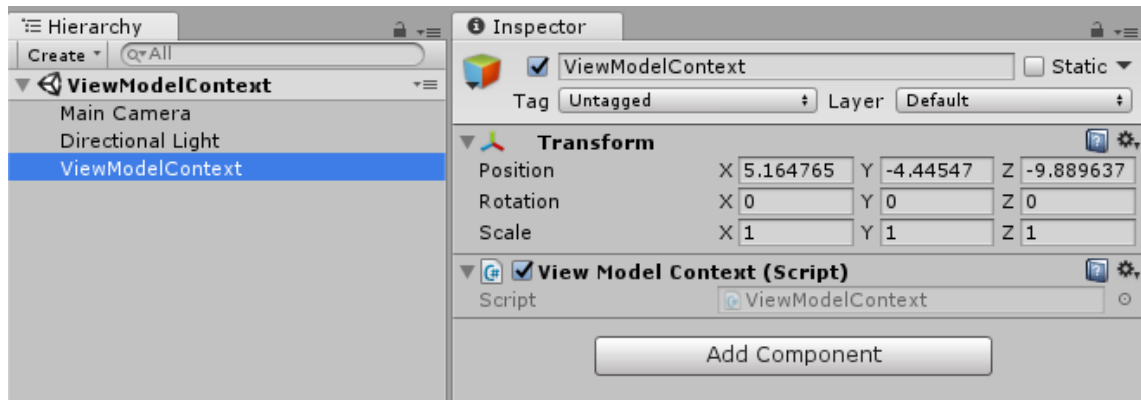 Hierarchy
Create All
ViewModelContext
Main Camera
Directional Light
ViewModelContext
Inspector
ViewModelContext Static
Tag Untagged Layer Default
Transform
Position X 5.164765 Y -4.44547 Z -9.889637
Rotation X 0 Y 0 Z 0
Scale X 1 Y 1 Z 1
C# View Model Context (Script)
Script ViewModelContext
Add Component